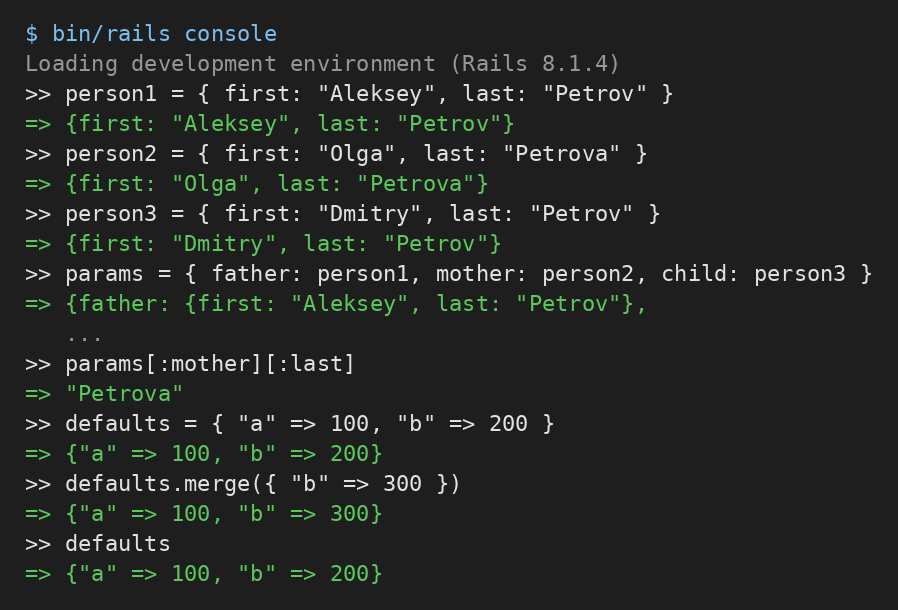 $ bin/rails console
Loading development environment (Rails 8.1.4)
>> person1 = { first: "Aleksey", last: "Petrov" }
=> {first: "Aleksey", last: "Petrov"}
>> person2 = { first: "Olga", last: "Petrova" }
=> {first: "Olga", last: "Petrova"}
>> person3 = { first: "Dmitry", last: "Petrov" }
=> {first: "Dmitry", last: "Petrov"}
>> params = { father: person1, mother: person2, child: person3 }
=> {father: {first: "Aleksey", last: "Petrov"},
   ...
>> params[:mother][:last]
=> "Petrova"
>> defaults = { "a" => 100, "b" => 200 }
=> {"a" => 100, "b" => 200}
>> defaults.merge({ "b" => 300 })
=> {"a" => 100, "b" => 300}
>> defaults
=> {"a" => 100, "b" => 200}